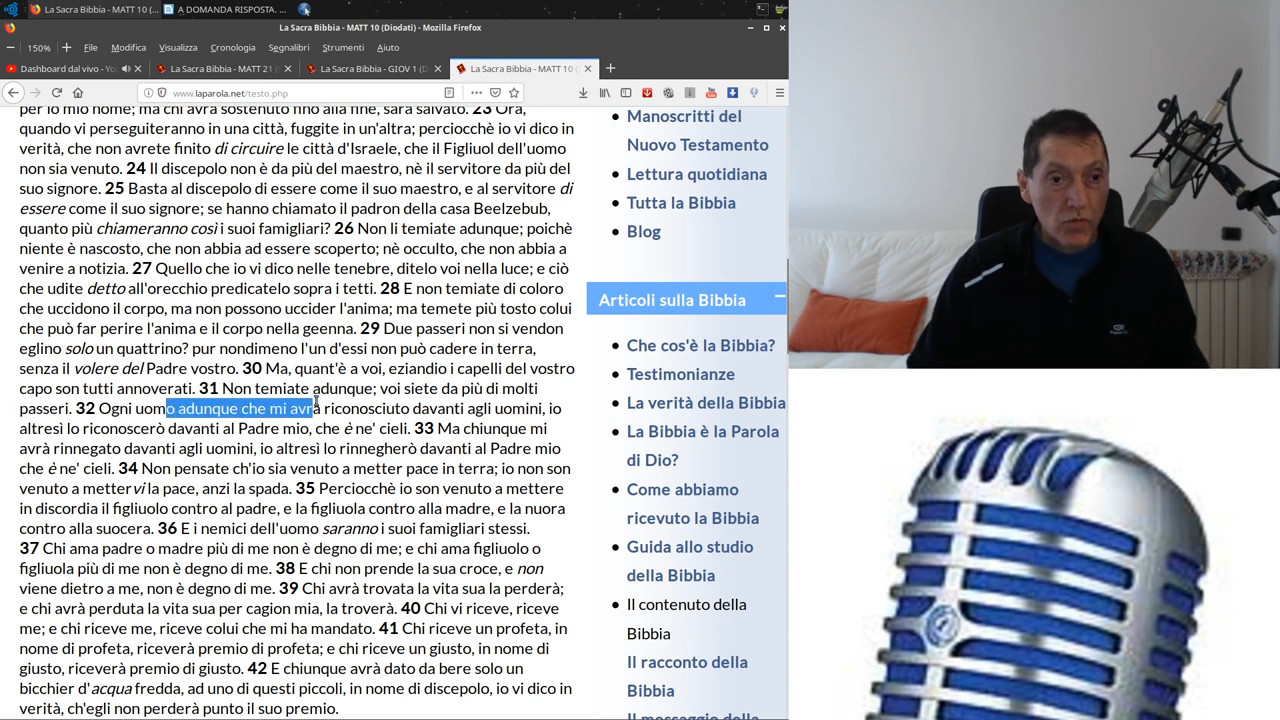 La Sacra Bibbia - MATT 10 (...
A DOMANDA RISPOSTA. ...
La Sacra Bibbia - MATT 10 (Diodati) - Mozilla Firefox
150%
File Modifica Visualizza Cronologia Segnalibri Strumenti Aiuto
Dashboard dal vivo - Yo
La Sacra Bibbia - MATT 21 (
La Sacra Bibbia - GIOV 1 (D
La Sacra Bibbia - MATT 10 (
www.laparola.net/testo.php
per lo mio nome; ma chi avrà sostenuto fino alla fine, sarà salvato. 23 Ora,
quando vi perseguiteranno in una città, fuggite in un'altra; perciocchè io vi dico in
verità, che non avrete finito di circuire le città d'Israele, che il Figliuol dell'uomo
non sia venuto. 24 Il discepolo non è da più del maestro, nè il servitore da più del
suo signore. 25 Basta al discepolo di essere come il suo maestro, e al servitore di
essere come il suo signore; se hanno chiamato il padron della casa Beelzebub,
quanto più chiameranno così i suoi famigliari? 26 Non li temiate adunque; poichè
niente è nascosto, che non abbia ad essere scoperto; nè occulto, che non abbia a
venire a notizia. 27 Quello che io vi dico nelle tenebre, ditelo voi nella luce; e ciò
che udite detto all'orecchio predicatelo sopra i tetti. 28 E non temiate di coloro
che uccidono il corpo, ma non possono uccider l'anima; ma temete più tosto colui
che può far perire l'anima e il corpo nella geenna. 29 Due passeri non si vendon
eglino solo un quattrino? pur nondimeno l'un d'essi non può cadere in terra,
senza il volere del Padre vostro. 30 Ma, quant'è a voi, eziandio i capelli del vostro
capo son tutti annoverati. 31 Non temiate adunque; voi siete da più di molti
passeri. 32 Ogni uomo adunque che mi avrà riconosciuto davanti agli uomini, io
altresì lo riconoscerò davanti al Padre mio, che è ne' cieli. 33 Ma chiunque mi
avrà rinnegato davanti agli uomini, io altresì lo rinnegherò davanti al Padre mio
che è ne' cieli. 34 Non pensate ch'io sia venuto a metter pace in terra; io non son
venuto a mettervi la pace, anzi la spada. 35 Perciocchè io son venuto a mettere
in discordia il figliuolo contro al padre, e la figliuola contro alla madre, e la nuora
contro alla suocera. 36 E i nemici dell'uomo saranno i suoi famigliari stessi.
37 Chi ama padre o madre più di me non è degno di me; e chi ama figliuolo o
figliuola più di me non è degno di me. 38 E chi non prende la sua croce, e non
viene dietro a me, non è degno di me. 39 Chi avrà trovata la vita sua la perderà;
e chi avrà perduta la vita sua per cagion mia, la troverà. 40 Chi vi riceve, riceve
me; e chi riceve me, riceve colui che mi ha mandato. 41 Chi riceve un profeta, in
nome di profeta, riceverà premio di profeta; e chi riceve un giusto, in nome di
giusto, riceverà premio di giusto. 42 E chiunque avrà dato da bere solo un
bicchier d'acqua fredda, ad uno di questi piccoli, in nome di discepolo, io vi dico in
verità, ch'egli non perderà punto il suo premio.
Manoscritti del
Nuovo Testamento
Lettura quotidiana
Tutta la Bibbia
Blog
Articoli sulla Bibbia
Che cos'è la Bibbia?
Testimonianze
La verità della Bibbia
La Bibbia è la Parola
di Dio?
Come abbiamo
ricevuto la Bibbia
Guida allo studio
della Bibbia
Il contenuto della
Bibbia
Il racconto della
Bibbia
Il messaggio della